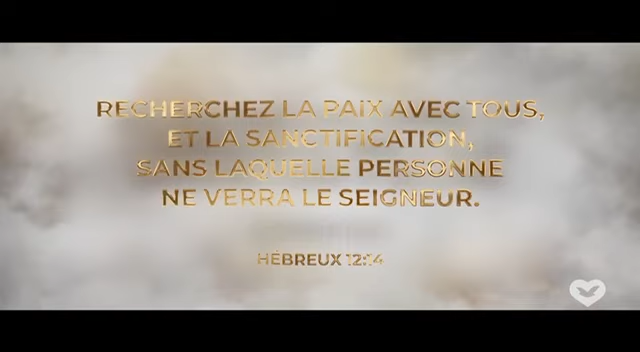 RECHERCHEZ LA PAIX AVEC TOUS,
ET LA SANCTIFICATION,
SANS LAQUELLE PERSONNE
NE VERRA LE SEIGNEUR.
HÉBREUX 12:14